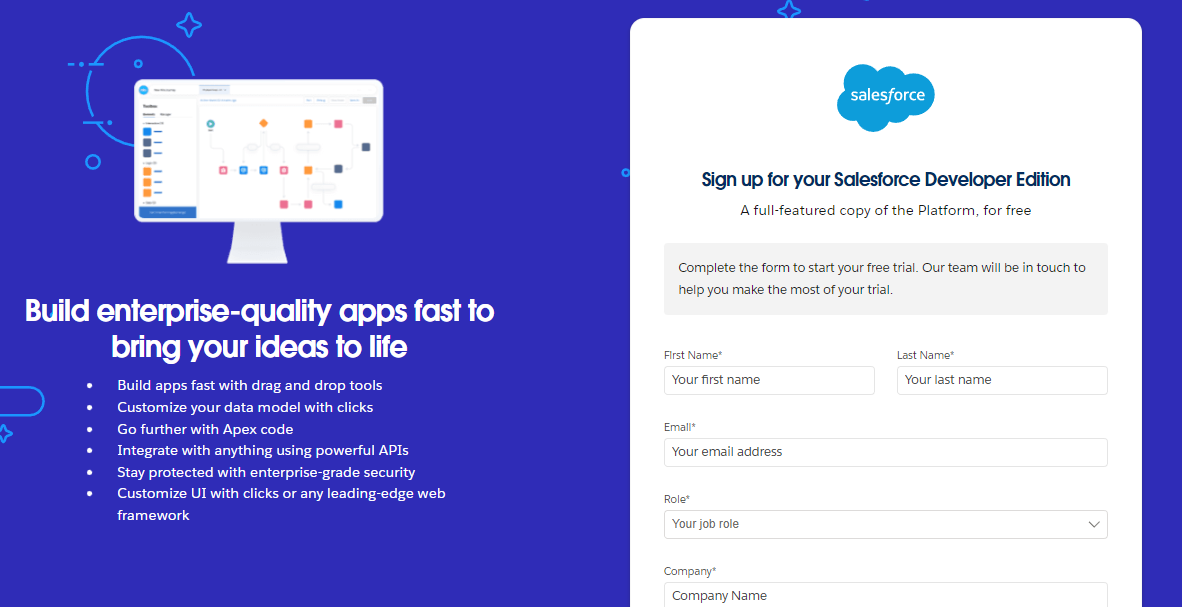 Build enterprise-quality apps fast to
bring your ideas to life
Build apps fast with drag and drop tools
Customize your data model with clicks
Go further with Apex code
Integrate with anything using powerful APIs
Stay protected with enterprise-grade security
Customize UI with clicks or any leading-edge web
framework
salesforce
Sign up for your Salesforce Developer Edition
A full-featured copy of the Platform, for free
Complete the form to start your free trial. Our team will be in touch to
help you make the most of your trial.
First Name* Last Name*
Your first name Your last name
Email*
Your email address
Role*
Your job role
Company*
Company Name